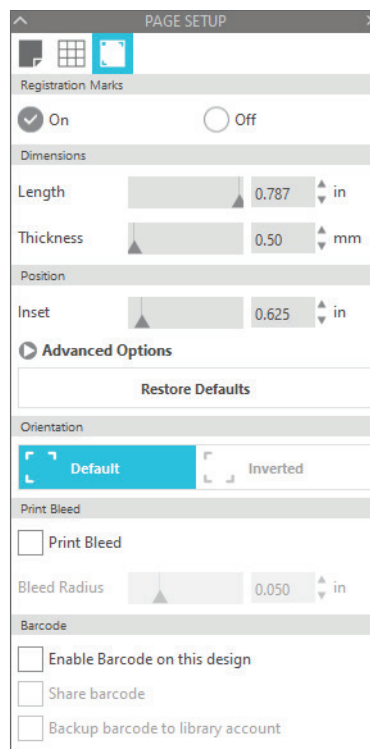 PAGE SETUP
Registration Marks
On Off
Dimensions
Length 0.787 in
Thickness 0.50 mm
Position
Inset 0.625 in
Advanced Options
Restore Defaults
Orientation
Default Inverted
Print Bleed
Print Bleed
Bleed Radius 0.050 in
Barcode
Enable Barcode on this design
Share barcode
Backup barcode to library account